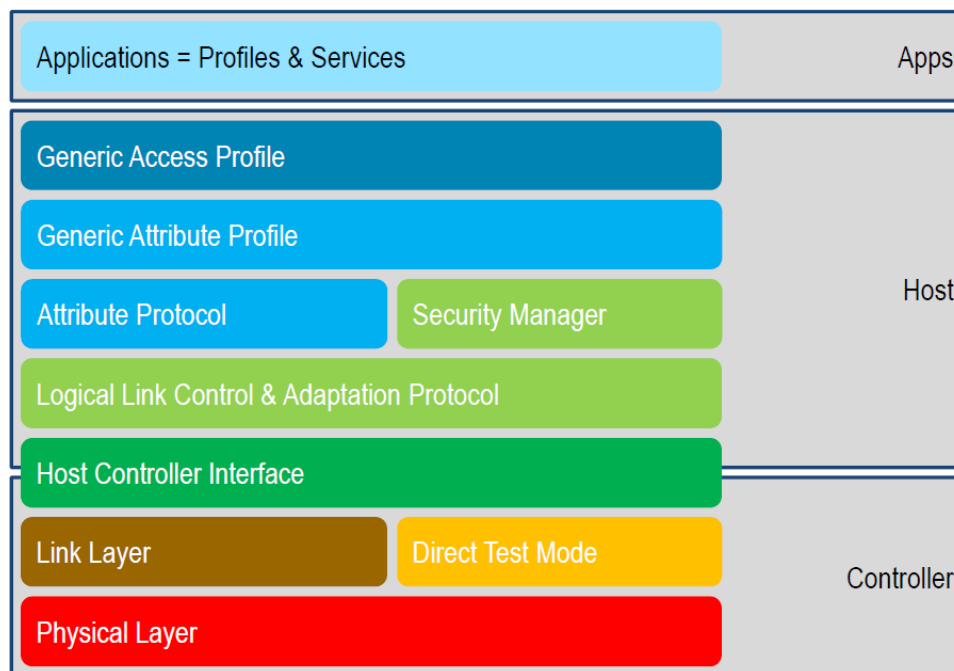 Applications = Profiles & Services
Apps
Generic Access Profile
Generic Attribute Profile
Host
Attribute Protocol
Security Manager
Logical Link Control & Adaptation Protocol
Host Controller Interface
Link Layer
Direct Test Mode
Controller
Physical Layer